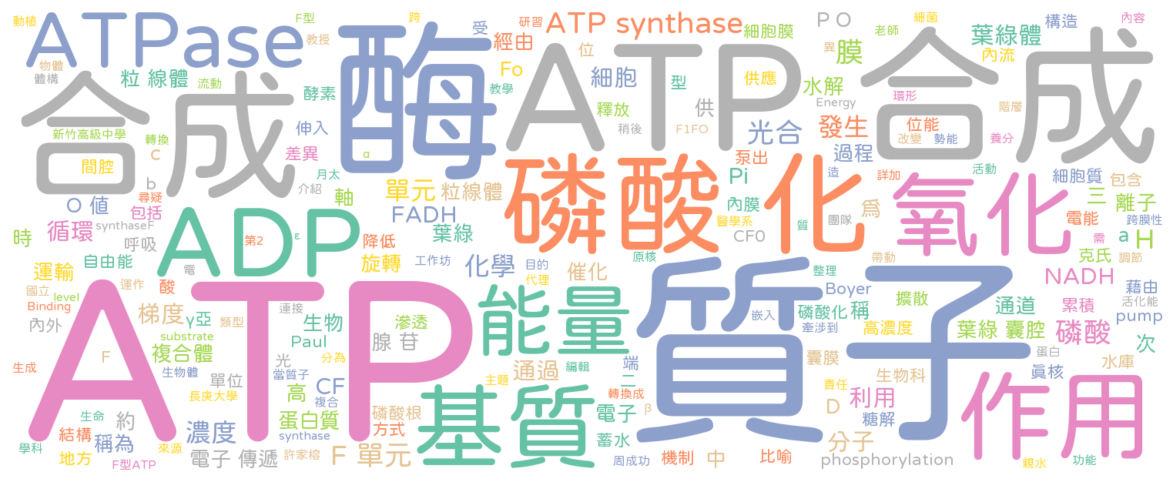 動植
F型
跨
研習
ATP synthase
細胞膜
P O
細菌
構造
內容
ATPase
教授
受
經由
位
老師
異
膜
葉綠體
物體
體構
粒 線體
流動
酶
ATP
合成
合成
Fo
細胞
型
供應
內流
教學
釋放
供
水解
酵素
Energy
環形
階層
新竹高級中學
轉換
伸入
稍後
F1FO
光合
發生
位能
改變
勢能
養分
間腔
C
差異
α
泵出
過程
造
詳加
活動
細胞質
包含
b
尋疑
月太
介紹
單元
粒線體
磷酸 化
Pi
內膜
醫學系
質
團隊
氧化
三
離子
O 值
包括
synthaseF
軸
FADH
為
電能
跨膜性
時
循環
呼吸
ADP
第2
ε
降低
葉綠
CF0
原核
a
H
需
調節
克氏
自由能
電
旋轉
工作坊
化學
目的
代理
催化
整理
帶動
NADH
運輸
酸
國立
level
運作
Boyer
嵌入
擴散
藉由
活化能
Binding
梯度
類型
連接
ATP
能量
質子
磷酸化
稱
通道
累積
pump
內外
γ亞
substrate
生物
滲透
Paul
腺 苷
牽涉到
高濃度
葉綠 囊腔
磷酸
次
F
複合體
光
分為
通過
編輯
主題
端
囊膜
蛋白
水庫
生成
生物體
單位
當質子
CF
複合
二
轉換成
生物科
真核
長庚大學
高
基質
責任
利用
作用
生命
約
蛋白質
磷酸根
電子
β
D
糖解
結構
稱為
濃度
synthase
方式
蓄水
分子
學科
地方
來源
F型ATP
電子 傳遞
許家榕
F 單元
周成功
機制
中
比喻
phosphorylation
親水
功能